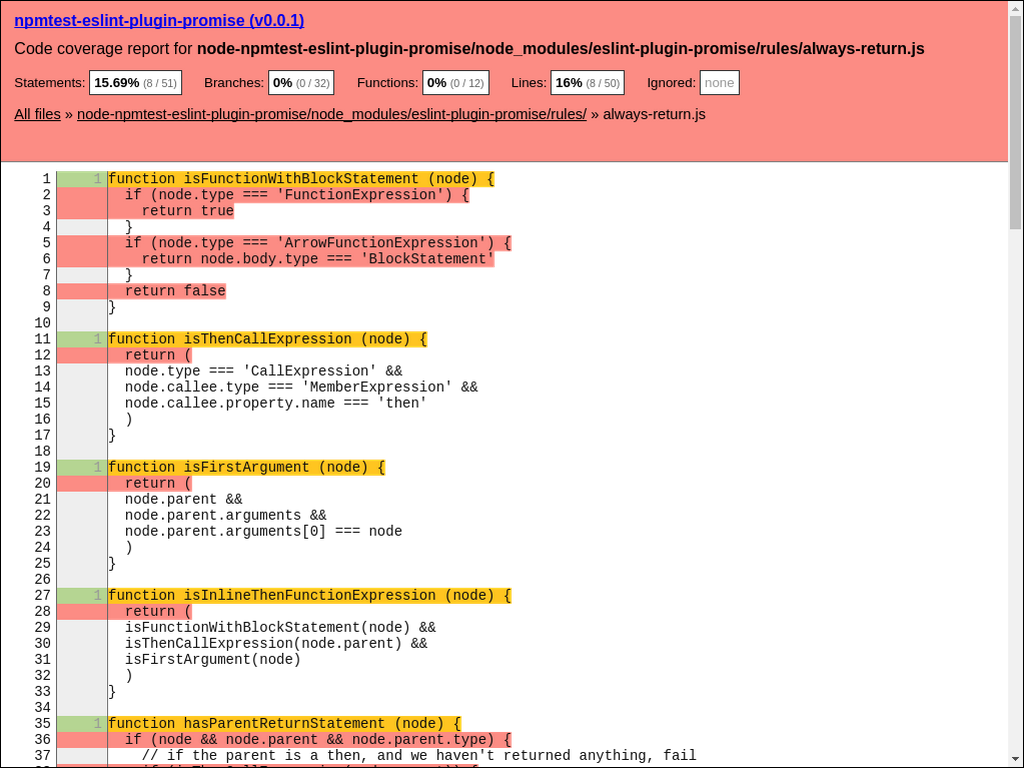 npmtest-eslint-plugin-promise (v0.0.1)
Code coverage report for node-npmtest-eslint-plugin-promise/node_modules/eslint-plugin-promise/rules/always-return.js
Statements: 15.69% (8 / 51) Branches: 0% (0 / 32) Functions: 0% (0 / 12) Lines: 16% (8 / 50) Ignored: none
All files » node-npmtest-eslint-plugin-promise/node_modules/eslint-plugin-promise/rules/ » always-return.js
1 1 function isFunctionWithBlockStatement (node) {
2 if (node.type === 'FunctionExpression') {
3 return true
4 }
5 if (node.type === 'ArrowFunctionExpression') {
6 return node.body.type === 'BlockStatement'
7 }
8 return false
9 }
10
11 1 function isThenCallExpression (node) {
12 return (
13 node.type === 'CallExpression' &&
14 node.callee.type === 'MemberExpression' &&
15 node.callee.property.name === 'then'
16 )
17 }
18
19 1 function isFirstArgument (node) {
20 return (
21 node.parent &&
22 node.parent.arguments &&
23 node.parent.arguments[0] === node
24 )
25 }
26
27 1 function isInlineThenFunctionExpression (node) {
28 return (
29 isFunctionWithBlockStatement(node) &&
30 isThenCallExpression(node.parent) &&
31 isFirstArgument(node)
32 )
33 }
34
35 1 function hasParentReturnStatement (node) {
36 if (node && node.parent && node.parent.type) {
37 // if the parent is a then, and we haven't returned anything, fail